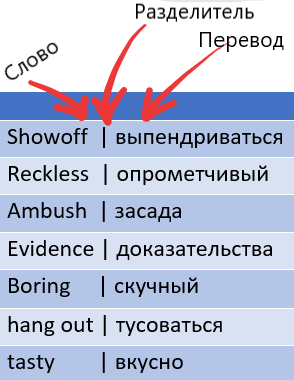 Разделитель
Перевод
Слово
Showoff | выпендриваться
Reckless | опрометчивый
Ambush | засада
Evidence | доказательства
Boring | скучный
hang out | тусоваться
tasty | вкусно